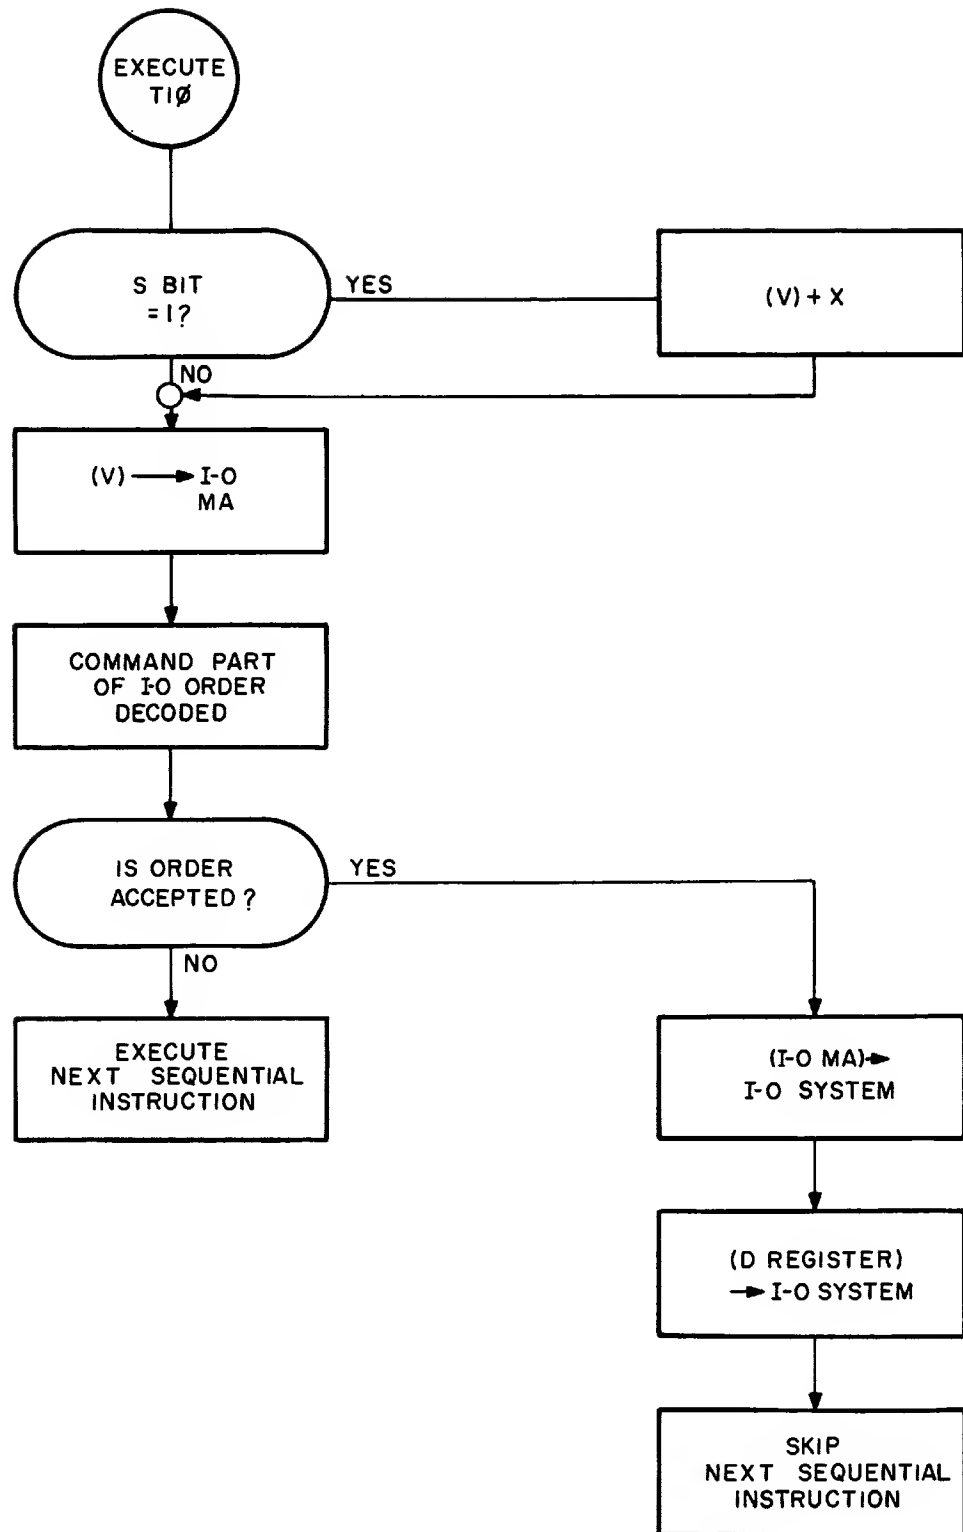 EXECUTE
TIØ
S BIT
= 1?
YES
(V) + X
NO
(V) → I-O
MA
COMMAND PART
OF I-O ORDER
DECODED
IS ORDER
ACCEPTED?
YES
NO
EXECUTE
NEXT SEQUENTIAL
INSTRUCTION
(I-O MA)→
I-O SYSTEM
(D REGISTER)
→ I-O SYSTEM
SKIP
NEXT SEQUENTIAL
INSTRUCTION